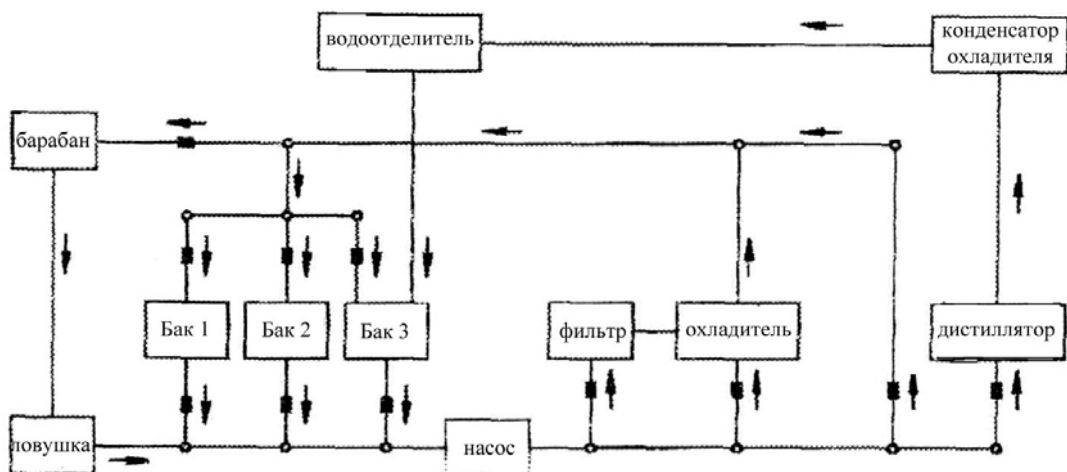 водоотделитель
конденсатор
охладителя
барабан
Бак 1
Бак 2
Бак 3
фильтр
охладитель
дистиллятор
ловушка
насос